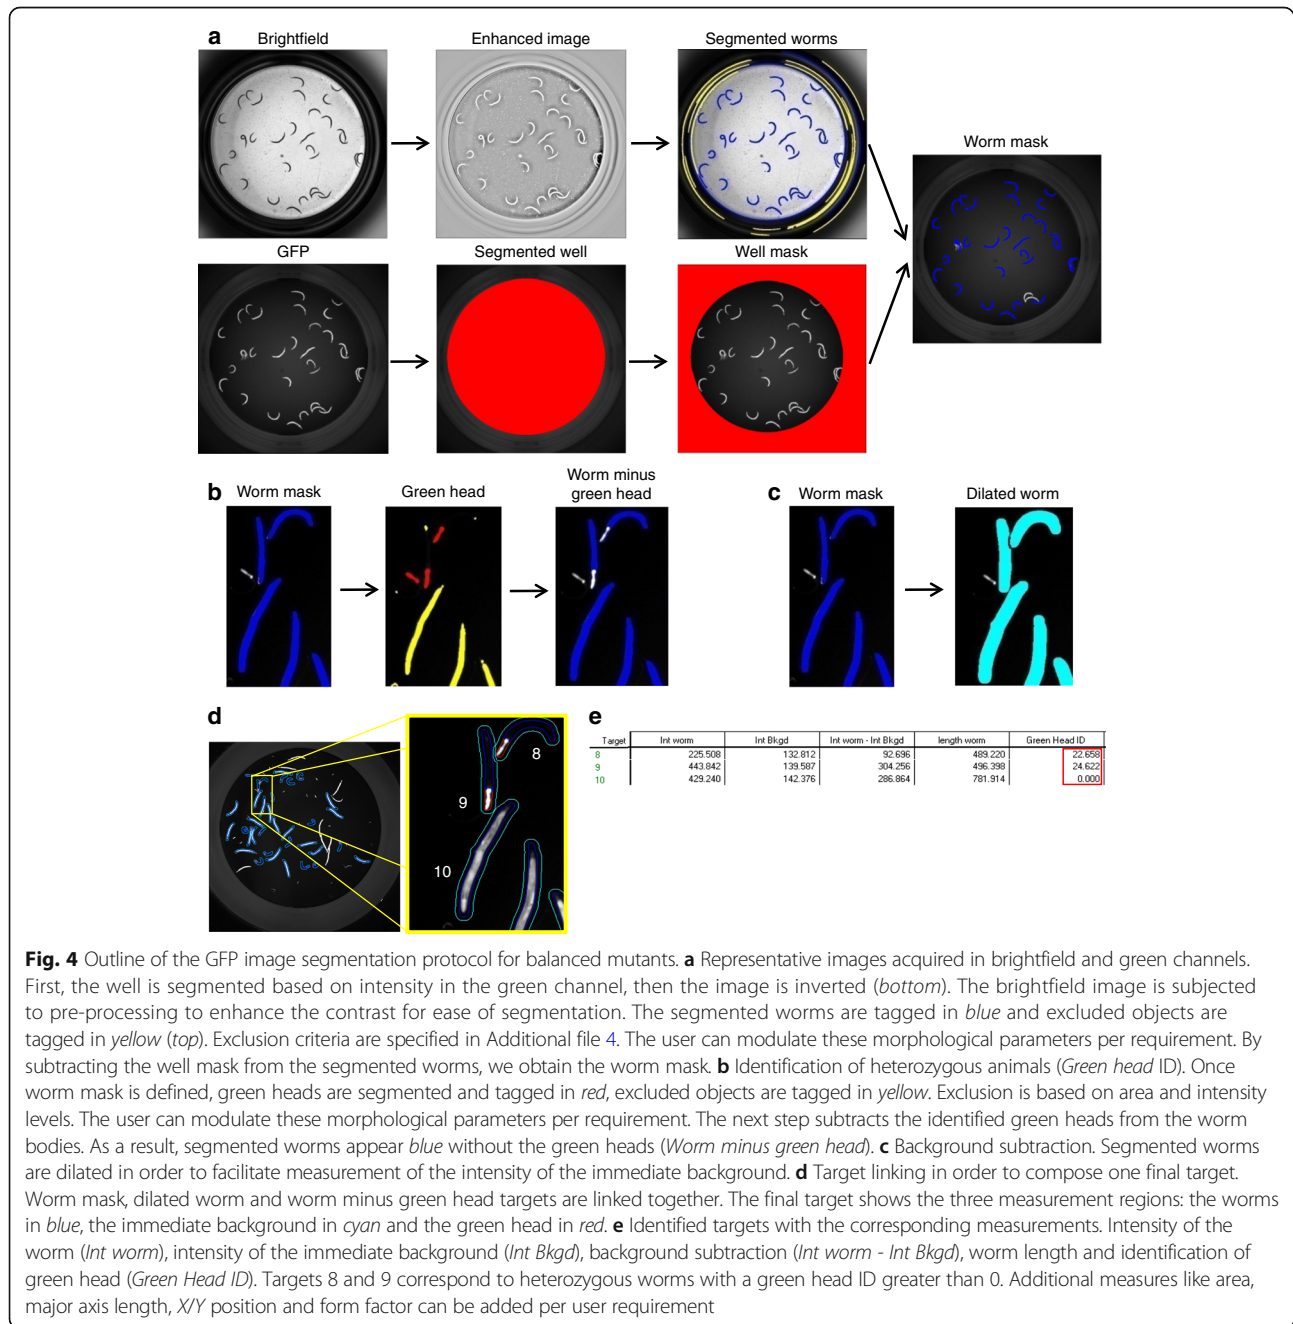 a
Brightfield
Enhanced image
Segmented worms
Worm mask
GFP
Segmented well
Well mask
b
Worm mask
Green head
Worm minus
green head
c
Worm mask
Dilated worm
d
8
9
10
e
Target Int worm Int Bkgd Int worm - Int Bkgd length worm Green Head ID
8 225.508 132.812 92.696 489.220 22.658
9 443.842 139.587 304.256 496.398 24.622
10 429.240 142.376 286.864 781.914 0.000
Fig. 4 Outline of the GFP image segmentation protocol for balanced mutants. a Representative images acquired in brightfield and green channels.
First, the well is segmented based on intensity in the green channel, then the image is inverted (bottom). The brightfield image is subjected
to pre-processing to enhance the contrast for ease of segmentation. The segmented worms are tagged in blue and excluded objects are
tagged in yellow (top). Exclusion criteria are specified in Additional file 4. The user can modulate these morphological parameters per requirement. By
subtracting the well mask from the segmented worms, we obtain the worm mask. b Identification of heterozygous animals (Green head ID). Once
worm mask is defined, green heads are segmented and tagged in red, excluded objects are tagged in yellow. Exclusion is based on area and intensity
levels. The user can modulate these morphological parameters per requirement. The next step subtracts the identified green heads from the worm
bodies. As a result, segmented worms appear blue without the green heads (Worm minus green head). c Background subtraction. Segmented worms
are dilated in order to facilitate measurement of the intensity of the immediate background. d Target linking in order to compose one final target.
Worm mask, dilated worm and worm minus green head targets are linked together. The final target shows the three measurement regions: the worms
in blue, the immediate background in cyan and the green head in red. e Identified targets with the corresponding measurements. Intensity of the
worm (Int worm), intensity of the immediate background (Int Bkgd), background subtraction (Int worm - Int Bkgd), worm length and identification of
green head (Green Head ID). Targets 8 and 9 correspond to heterozygous worms with a green head ID greater than 0. Additional measures like area,
major axis length, X/Y position and form factor can be added per user requirement